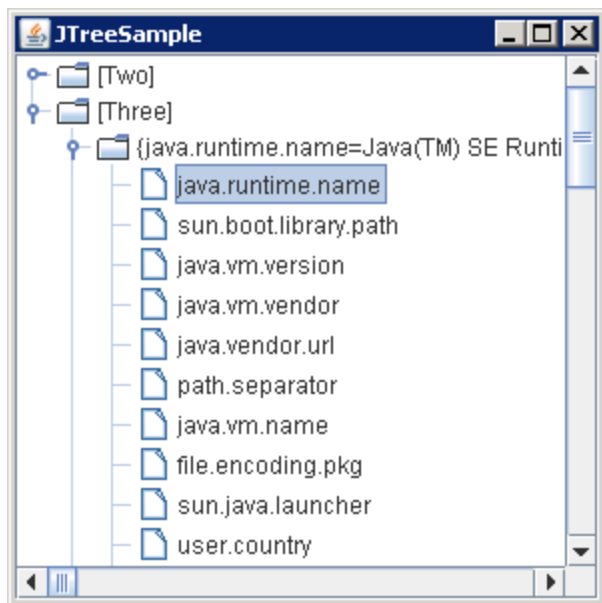 JTreeSample
[Two]
[Three]
{java.runtime.name=Java(TM) SE Runti
java.runtime.name
sun.boot.library.path
java.vm.version
java.vm.vendor
java.vendor.url
path.separator
java.vm.name
file.encoding.pkg
sun.java.launcher
user.country